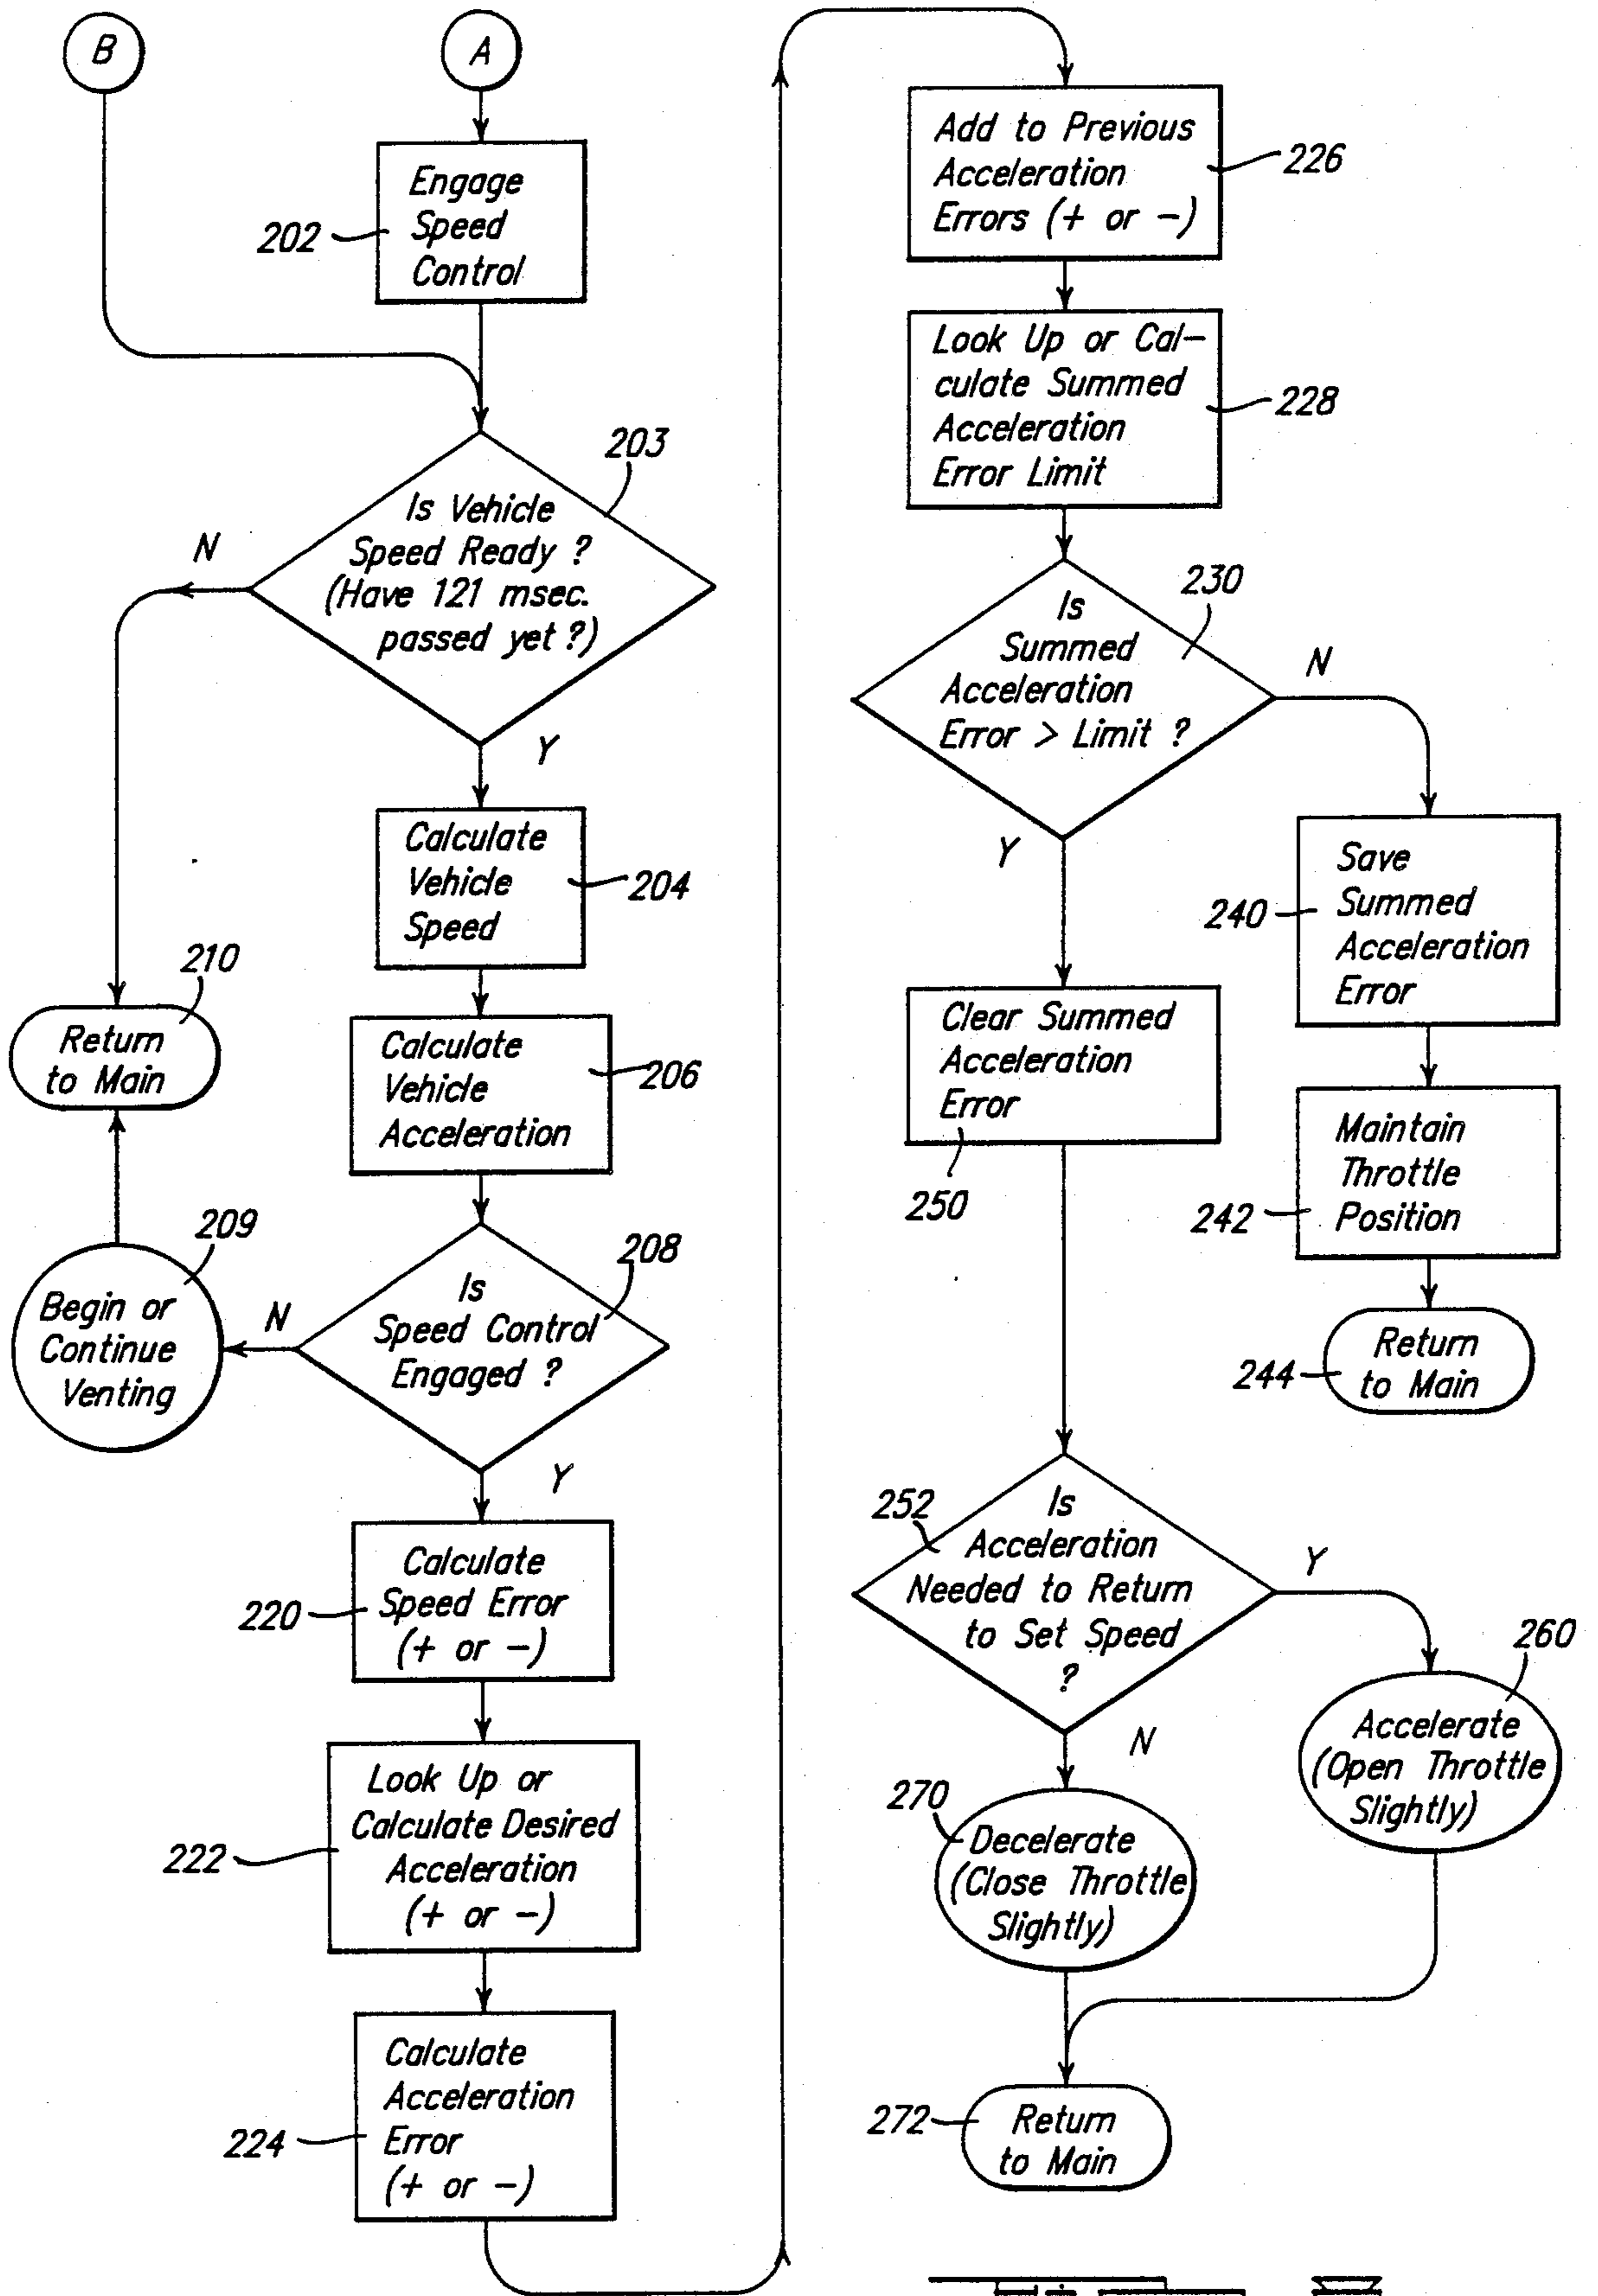 B
A
Engage
Speed
Control
202
Is Vehicle
Speed Ready ?
(Have 121 msec.
passed yet ?)
203
N
Y
Calculate
Vehicle
Speed
204
210
Return
to Main
Calculate
Vehicle
Acceleration
206
209
Begin or
Continue
Venting
N
Is
Speed Control
Engaged ?
208
Y
Calculate
Speed Error
(+ or -)
220
Look Up or
Calculate Desired
Acceleration
(+ or -)
222
Calculate
Acceleration
Error
(+ or -)
224
Add to Previous
Acceleration
Errors (+ or -)
226
Look Up or Cal-
culate Summed
Acceleration
Error Limit
228
Is
Summed
Acceleration
Error > Limit ?
230
N
Y
Save
Summed
Acceleration
Error
240
Clear Summed
Acceleration
Error
250
Maintain
Throttle
Position
242
Return
to Main
244
252
Is
Acceleration
Needed to Return
to Set Speed
?
Y
N
260
Accelerate
(Open Throttle
Slightly)
270
Decelerate
(Close Throttle
Slightly)
272
Return
to Main